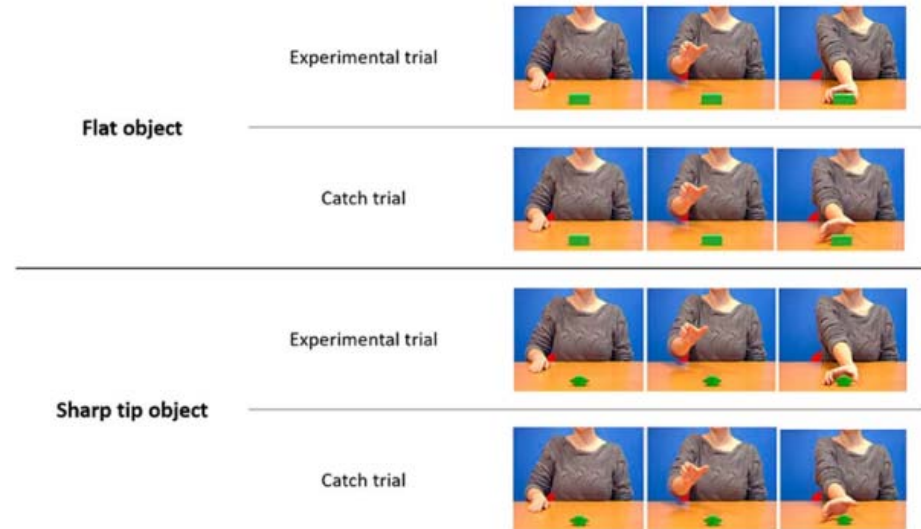 Experimental trial
Flat object
Catch trial
Experimental trial
Sharp tip object
Catch trial